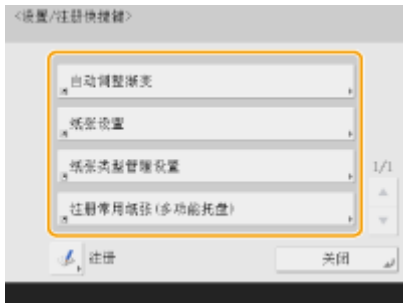 <设置/注册快捷键>
自动调整渐变
纸张设置
纸张类型管理设置
注册常用纸张(多功能托盘)
1/1
注册
关闭